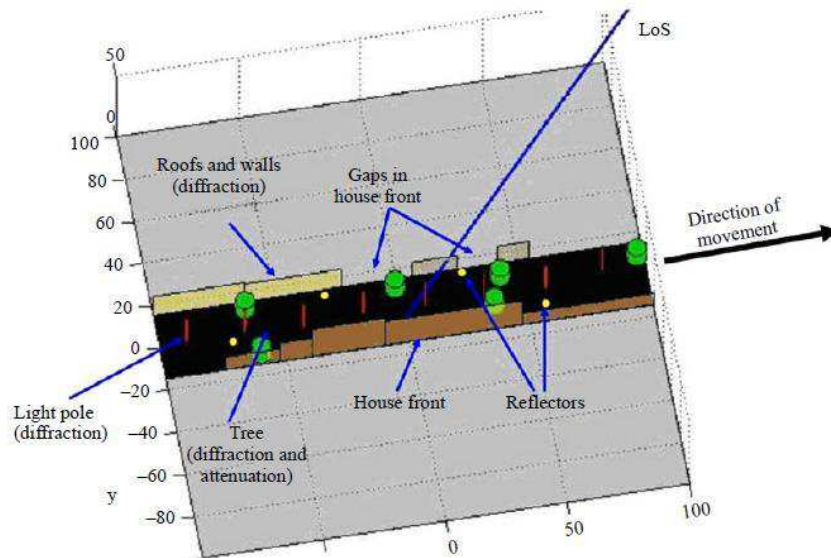 LoS
50
0
100
80
60
40
20
0
–20
–40
–60
–80
y
Roofs and walls
(diffraction)
Gaps in
house front
Direction of
movement
Light pole
(diffraction)
Tree
(diffraction and
attenuation)
House front
Reflectors
0
50
100